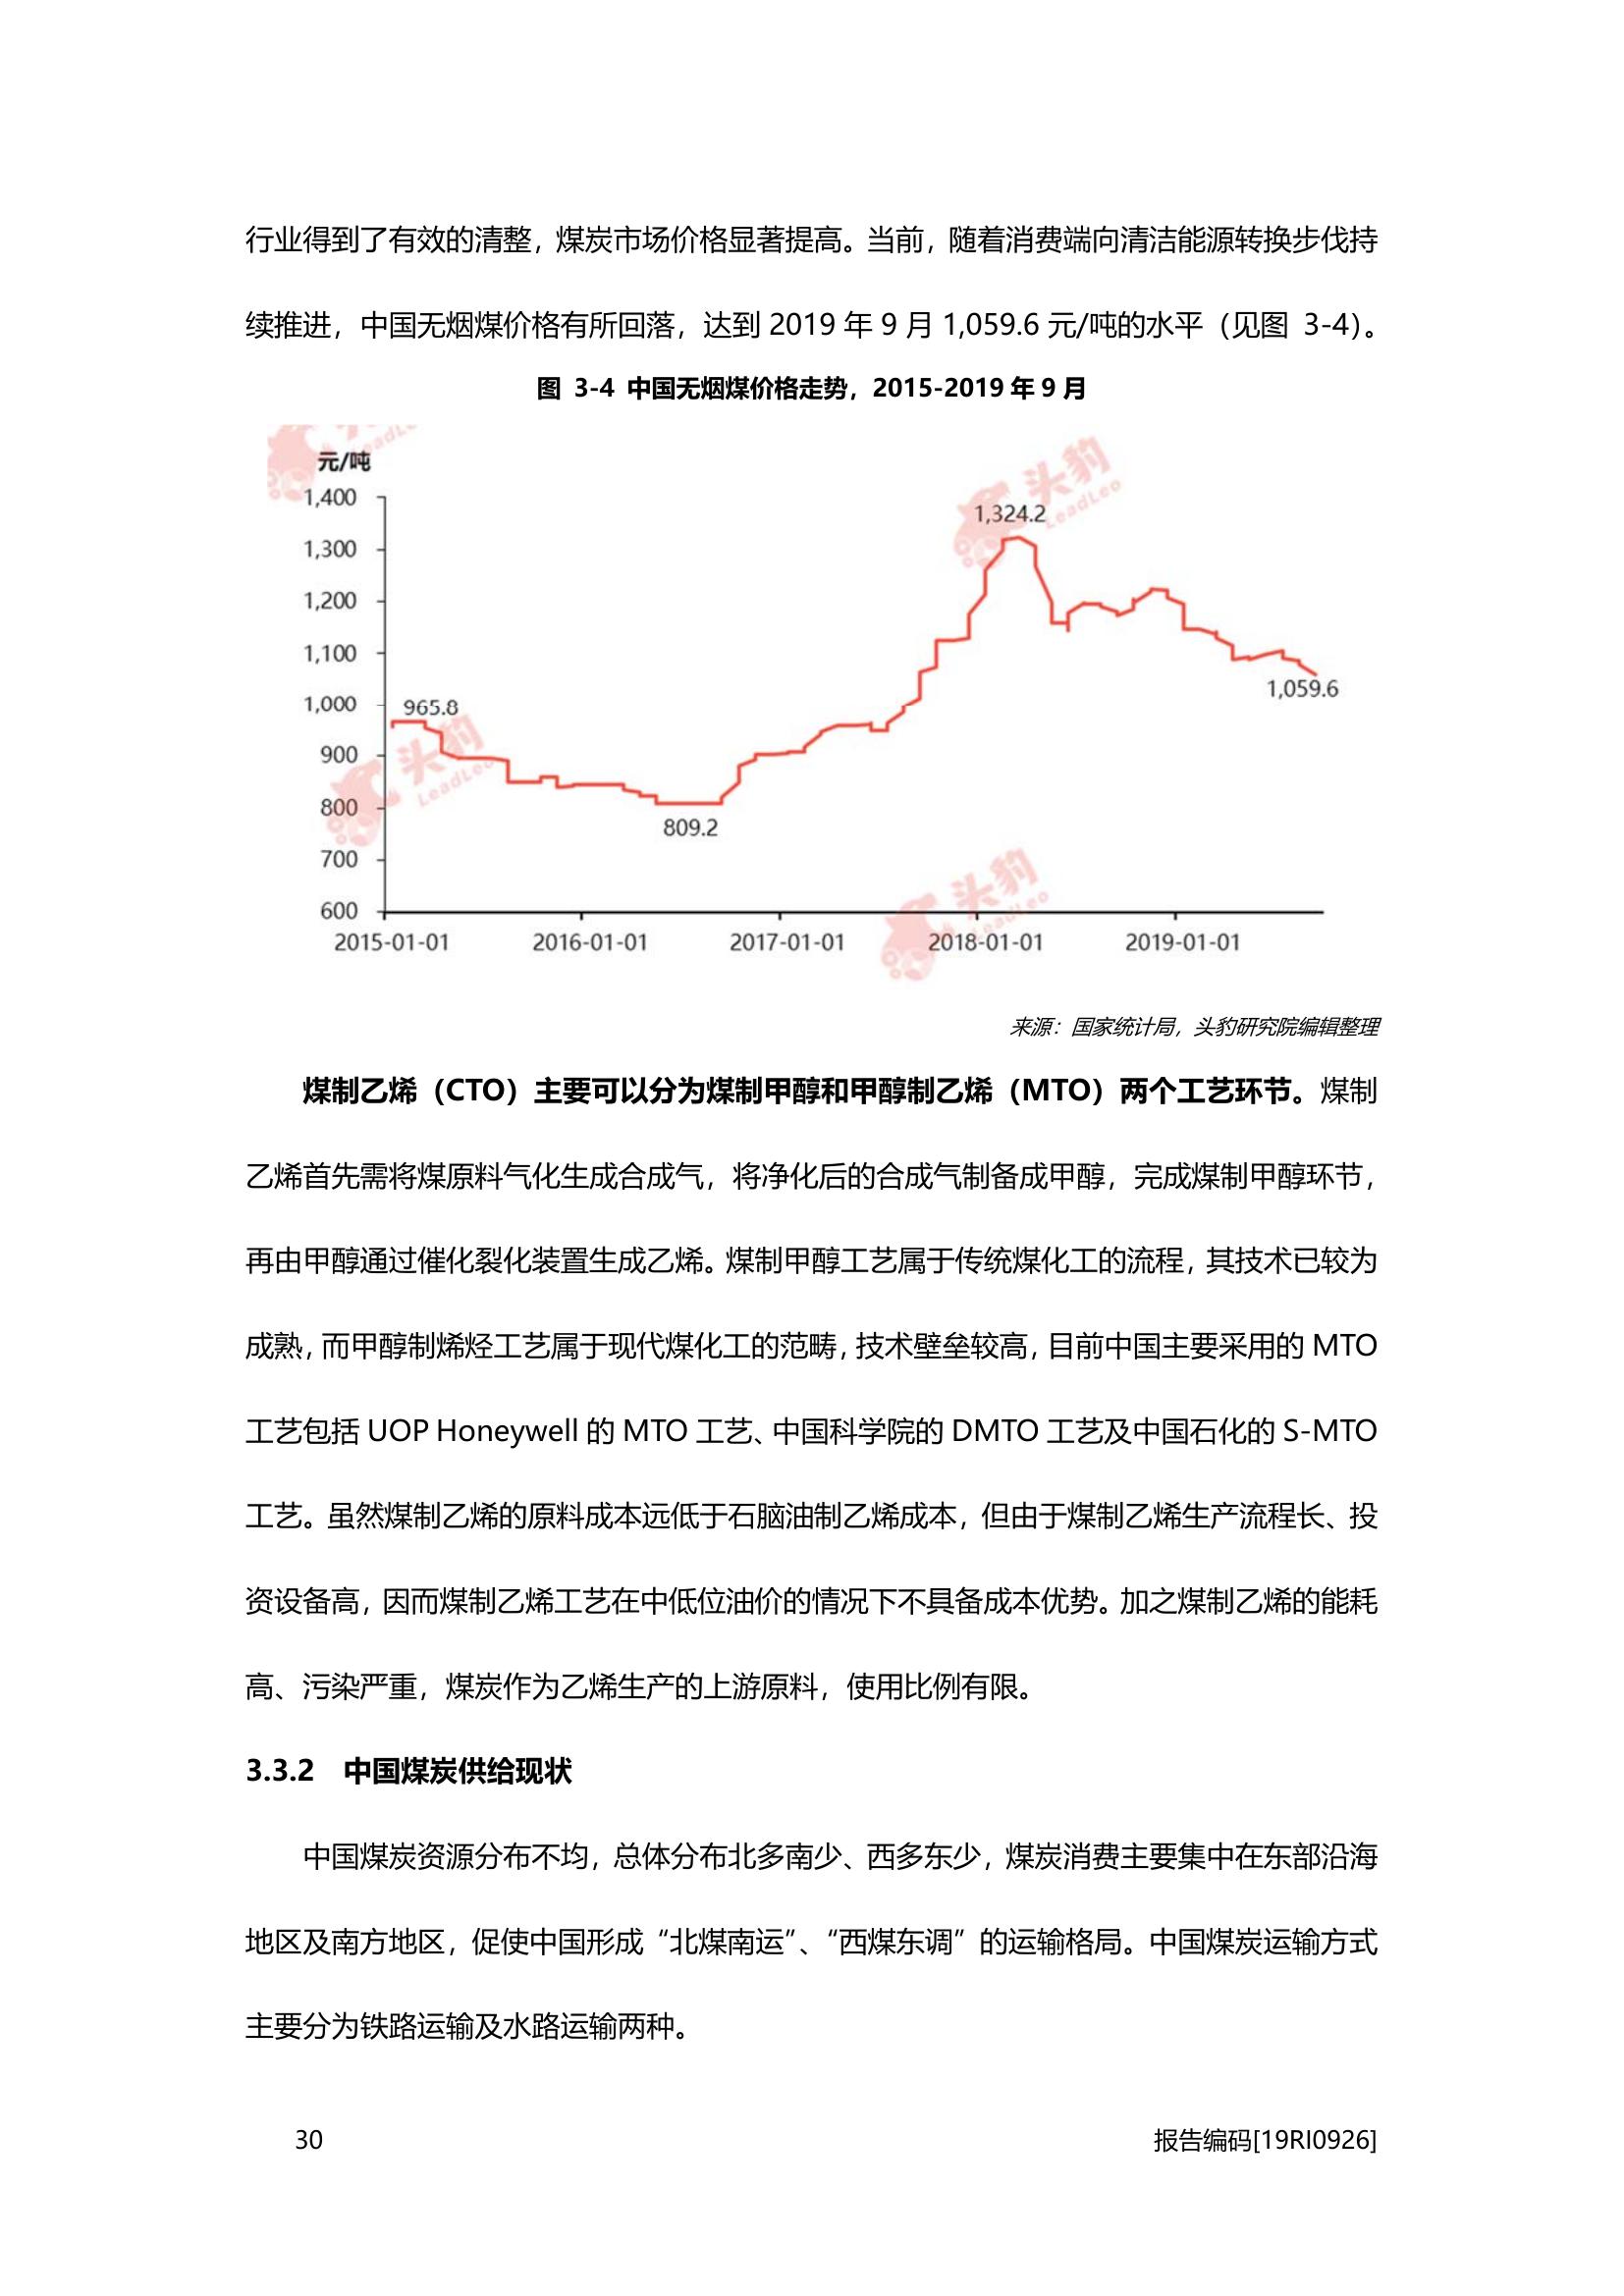 行业得到了有效的清整，煤炭市场价格显著提高。当前，随着消费端向清洁能源转换步伐持
续推进，中国无烟煤价格有所回落，达到 2019 年 9 月 1,059.6 元/吨的水平（见图 3-4）。
图 3-4 中国无烟煤价格走势，2015-2019 年 9 月
头豹
LeadLeo
元/吨
1,400
1,300
1,200
1,100
1,000
900
800
700
600
965.8
809.2
1,324.2
1,059.6
头豹
LeadLeo
头豹
LeadLeo
头豹
LeadLeo
2015-01-01 2016-01-01 2017-01-01 2018-01-01 2019-01-01
来源：国家统计局，头豹研究院编辑整理
煤制乙烯（CTO）主要可以分为煤制甲醇和甲醇制乙烯（MTO）两个工艺环节。煤制
乙烯首先需将煤原料气化生成合成气，将净化后的合成气制备成甲醇，完成煤制甲醇环节，
再由甲醇通过催化裂化装置生成乙烯。煤制甲醇工艺属于传统煤化工的流程，其技术已较为
成熟，而甲醇制烯烃工艺属于现代煤化工的范畴，技术壁垒较高，目前中国主要采用的 MTO
工艺包括 UOP Honeywell 的 MTO 工艺、中国科学院的 DMTO 工艺及中国石化的 S-MTO
工艺。虽然煤制乙烯的原料成本远低于石脑油制乙烯成本，但由于煤制乙烯生产流程长、投
资设备高，因而煤制乙烯工艺在中低位油价的情况下不具备成本优势。加之煤制乙烯的能耗
高、污染严重，煤炭作为乙烯生产的上游原料，使用比例有限。
3.3.2 中国煤炭供给现状
中国煤炭资源分布不均，总体分布北多南少、西多东少，煤炭消费主要集中在东部沿海
地区及南方地区，促使中国形成“北煤南运”、“西煤东调”的运输格局。中国煤炭运输方式
主要分为铁路运输及水路运输两种。
30
报告编码[19RI0926]